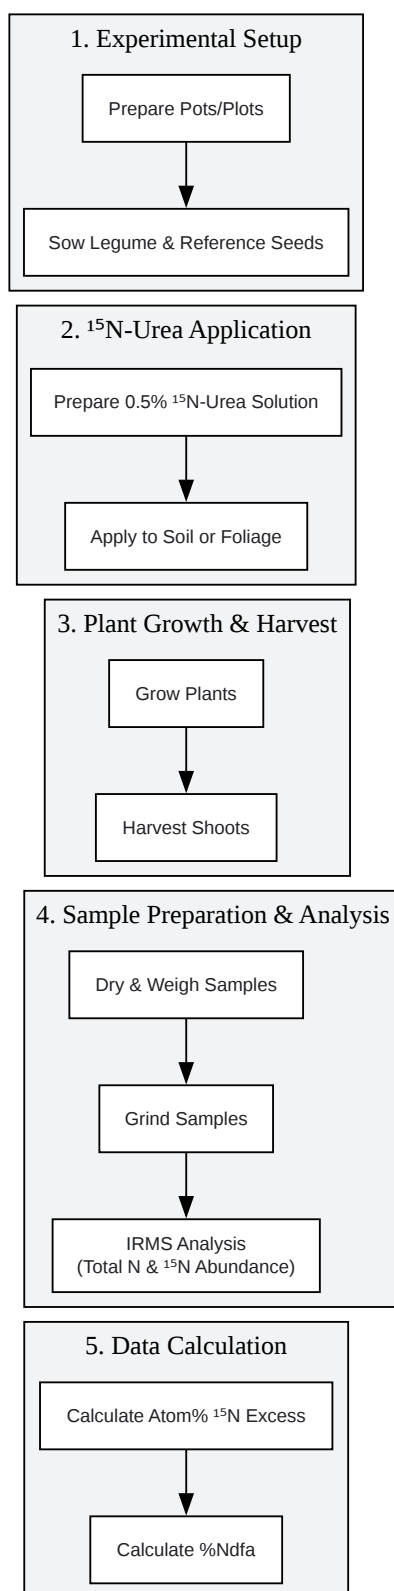 1. Experimental Setup
Prepare Pots/Plots
Sow Legume & Reference Seeds
2. ¹⁵N-Urea Application
Prepare 0.5% ¹⁵N-Urea Solution
Apply to Soil or Foliage
3. Plant Growth & Harvest
Grow Plants
Harvest Shoots
4. Sample Preparation & Analysis
Dry & Weigh Samples
Grind Samples
IRMS Analysis
(Total N & ¹⁵N Abundance)
5. Data Calculation
Calculate Atom% ¹⁵N Excess
Calculate %Ndfa